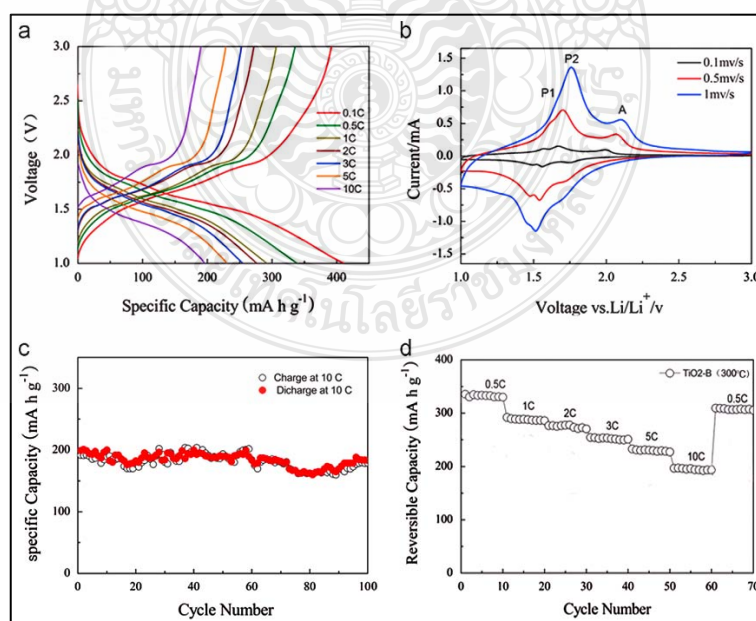 a
3.0
2.5
2.0
1.5
1.0
Voltage (V)
0.1C
0.5C
1C
2C
3C
5C
10C
0 100 200 300 400
Specific Capacity (mA h g⁻¹)
b
1.5
1.0
0.5
0.0
-0.5
-1.0
-1.5
Current/mA
P1
P2
A
0.1mv/s
0.5mv/s
1mv/s
1.0 1.5 2.0 2.5 3.0
Voltage vs.Li/Li⁺/v
c
300
200
100
0
specific Capacity (mA h g⁻¹)
Charge at 10 C
Dicharge at 10 C
0 20 40 60 80 100
Cycle Number
d
400
300
200
100
0
Reversible Capacity (mA h g⁻¹)
TiO2-B (300℃)
0.5C
1C
2C
3C
5C
10C
0.5C
0 10 20 30 40 50 60 70
Cycle Number